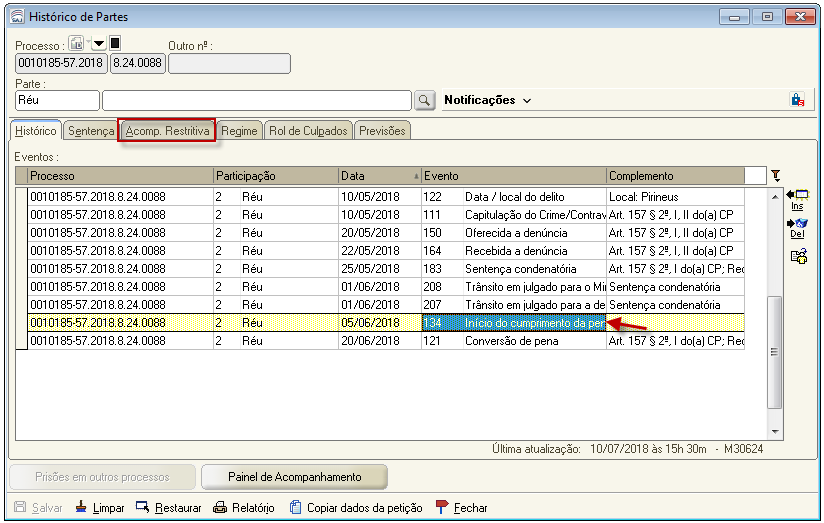 Histórico de Partes
Processo :
Outro nº :
0010185-57.2018 8.24.0088
Parte :
Réu
Notificações
Histórico Sentença Acomp. Restritiva Regime Rol de Culpados Previsões
Eventos :
Processo Participação Data Evento Complemento
0010185-57.2018.8.24.0088 2 Réu 10/05/2018 122 Data / local do delito Local: Pirineus
0010185-57.2018.8.24.0088 2 Réu 10/05/2018 111 Capitulação do Crime/Contrav Art. 157 § 2º, I, II do(a) CP
0010185-57.2018.8.24.0088 2 Réu 20/05/2018 150 Oferecida a denúncia Art. 157 § 2º, I, II do(a) CP
0010185-57.2018.8.24.0088 2 Réu 22/05/2018 164 Recebida a denúncia Art. 157 § 2º, I, II do(a) CP
0010185-57.2018.8.24.0088 2 Réu 25/05/2018 183 Sentença condenatória Art. 157 § 2º, I do(a) CP; Rec
0010185-57.2018.8.24.0088 2 Réu 01/06/2018 208 Trânsito em julgado para o Mi Sentença condenatória
0010185-57.2018.8.24.0088 2 Réu 01/06/2018 207 Trânsito em julgado para a de Sentença condenatória
0010185-57.2018.8.24.0088 2 Réu 05/06/2018 134 Início do cumprimento da pen
0010185-57.2018.8.24.0088 2 Réu 20/06/2018 121 Conversão de pena Art. 157 § 2º, I do(a) CP; Rec
Ins
Del
Última atualização: 10/07/2018 às 15h 30m - M30624
Prisões em outros processos Painel de Acompanhamento
Salvar Limpar Restaurar Relatório Copiar dados da petição Fechar